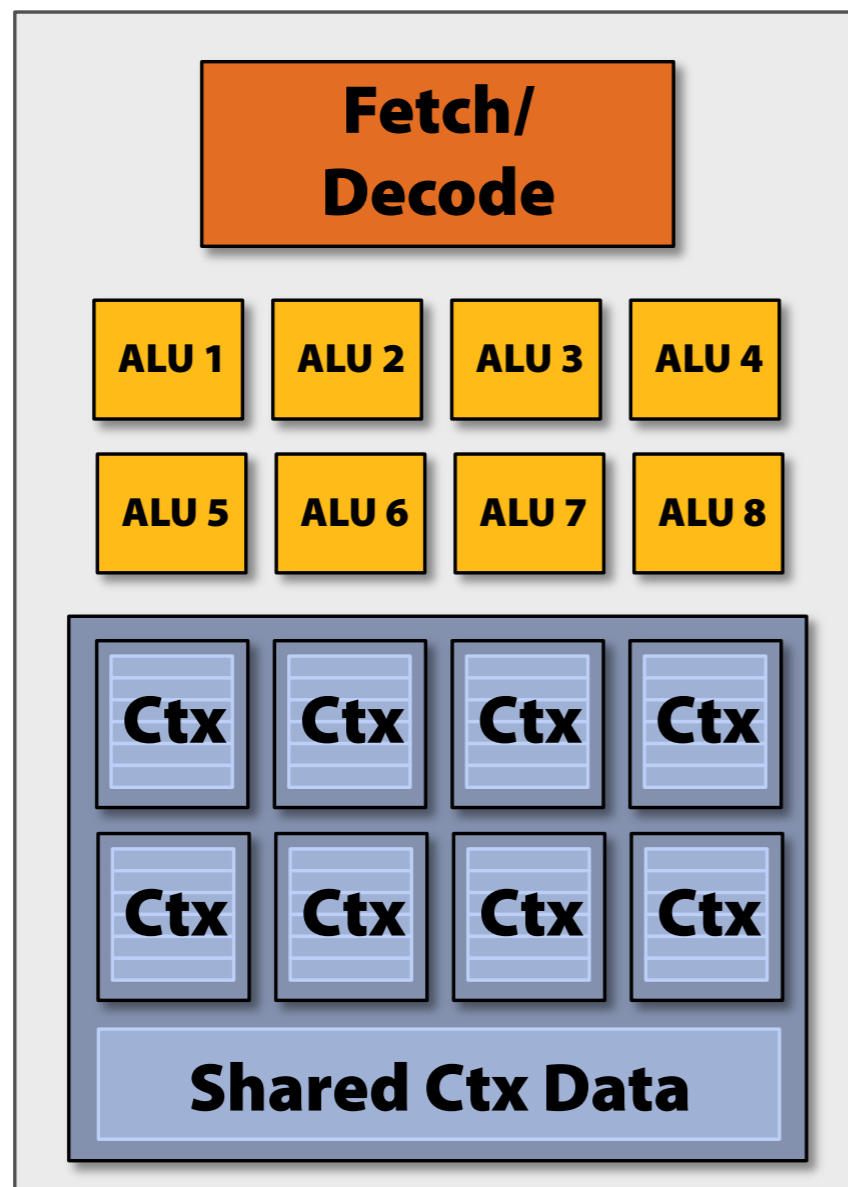 Fetch/
Decode
ALU 1 ALU 2 ALU 3 ALU 4
ALU 5 ALU 6 ALU 7 ALU 8
Ctx Ctx Ctx Ctx
Ctx Ctx Ctx Ctx
Shared Ctx Data